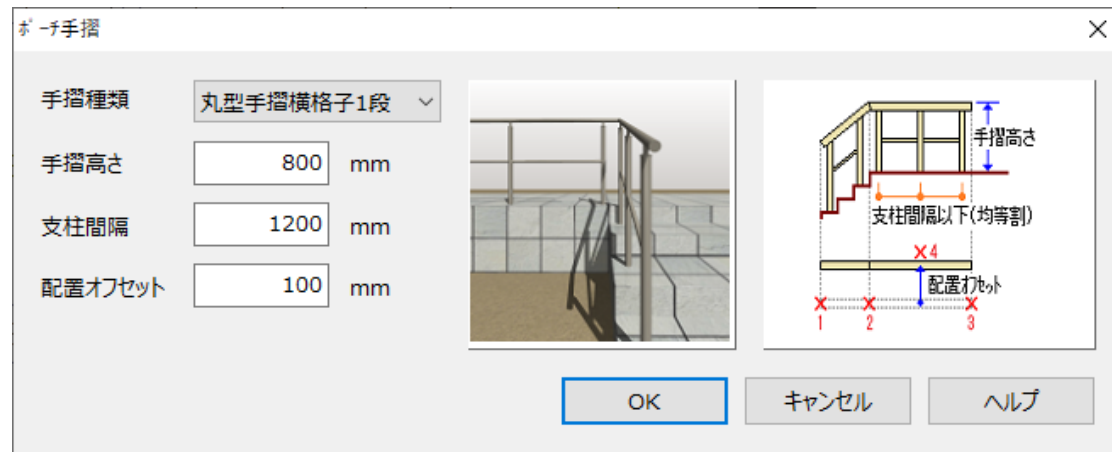 ﾎﾟｰﾁ手摺
手摺種類 丸型手摺横格子1段
手摺高さ 800 mm
支柱間隔 1200 mm
配置オフセット 100 mm
手摺高さ
支柱間隔以下(均等割)
4
配置ｵﾌｾｯﾄ
1 2 3
OK キャンセル ヘルプ